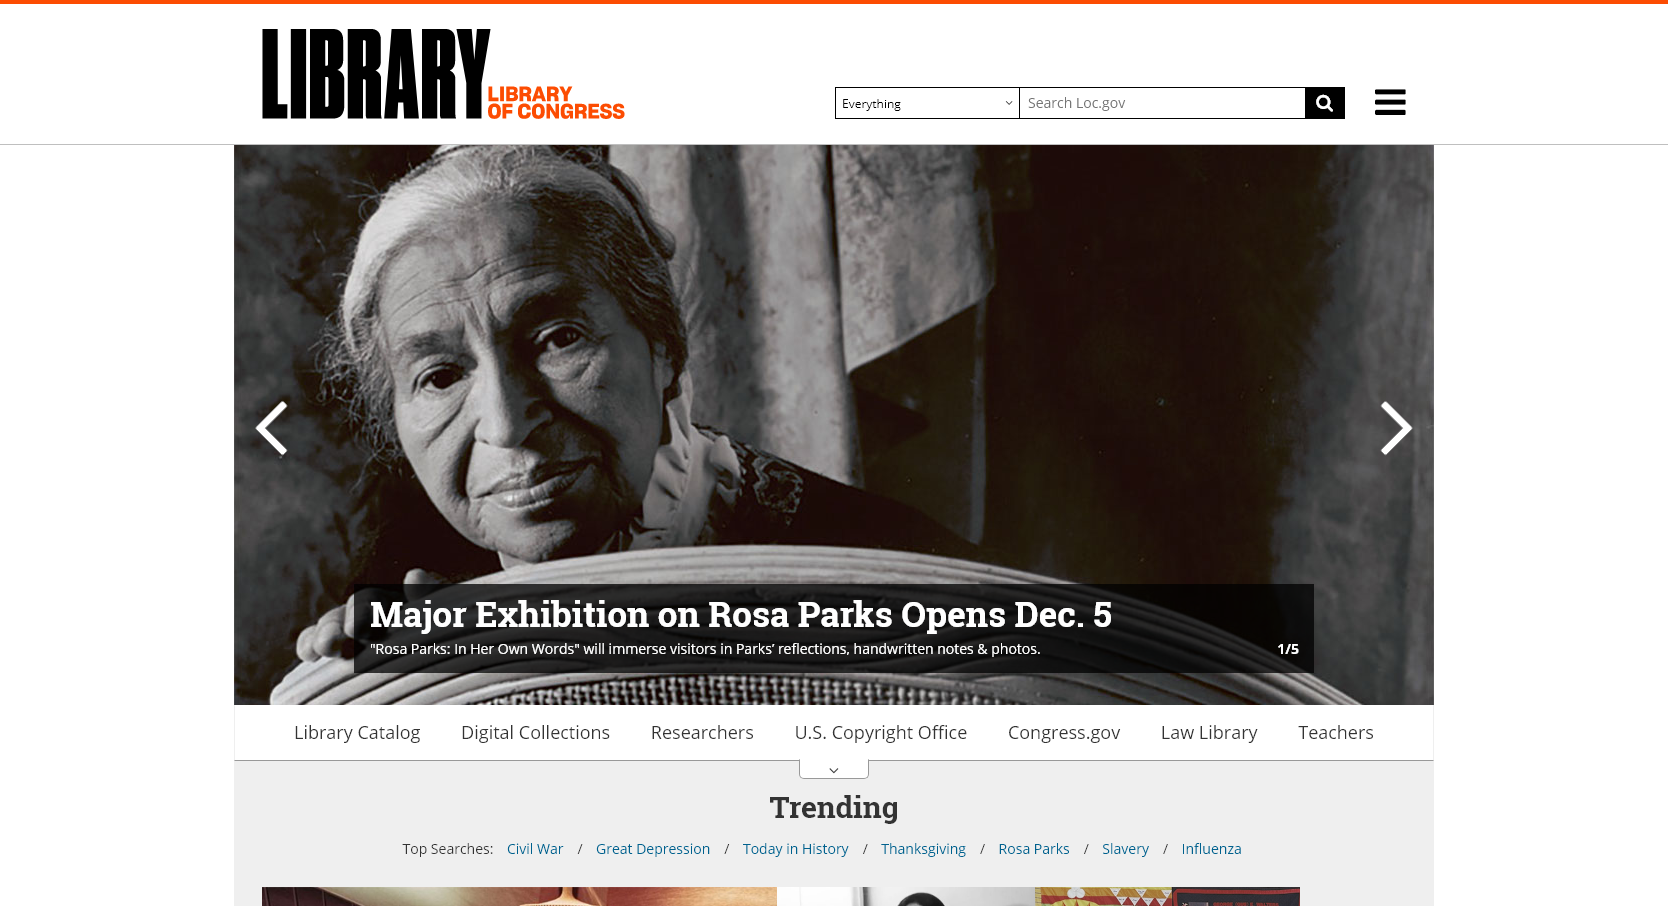 LIBRARY
LIBRARY
OF CONGRESS
Everything
Search Loc.gov
Major Exhibition on Rosa Parks Opens Dec. 5
"Rosa Parks: In Her Own Words" will immerse visitors in Parks’ reflections, handwritten notes & photos.
1/5
Library Catalog Digital Collections Researchers U.S. Copyright Office Congress.gov Law Library Teachers
Trending
Top Searches: Civil War / Great Depression / Today in History / Thanksgiving / Rosa Parks / Slavery / Influenza